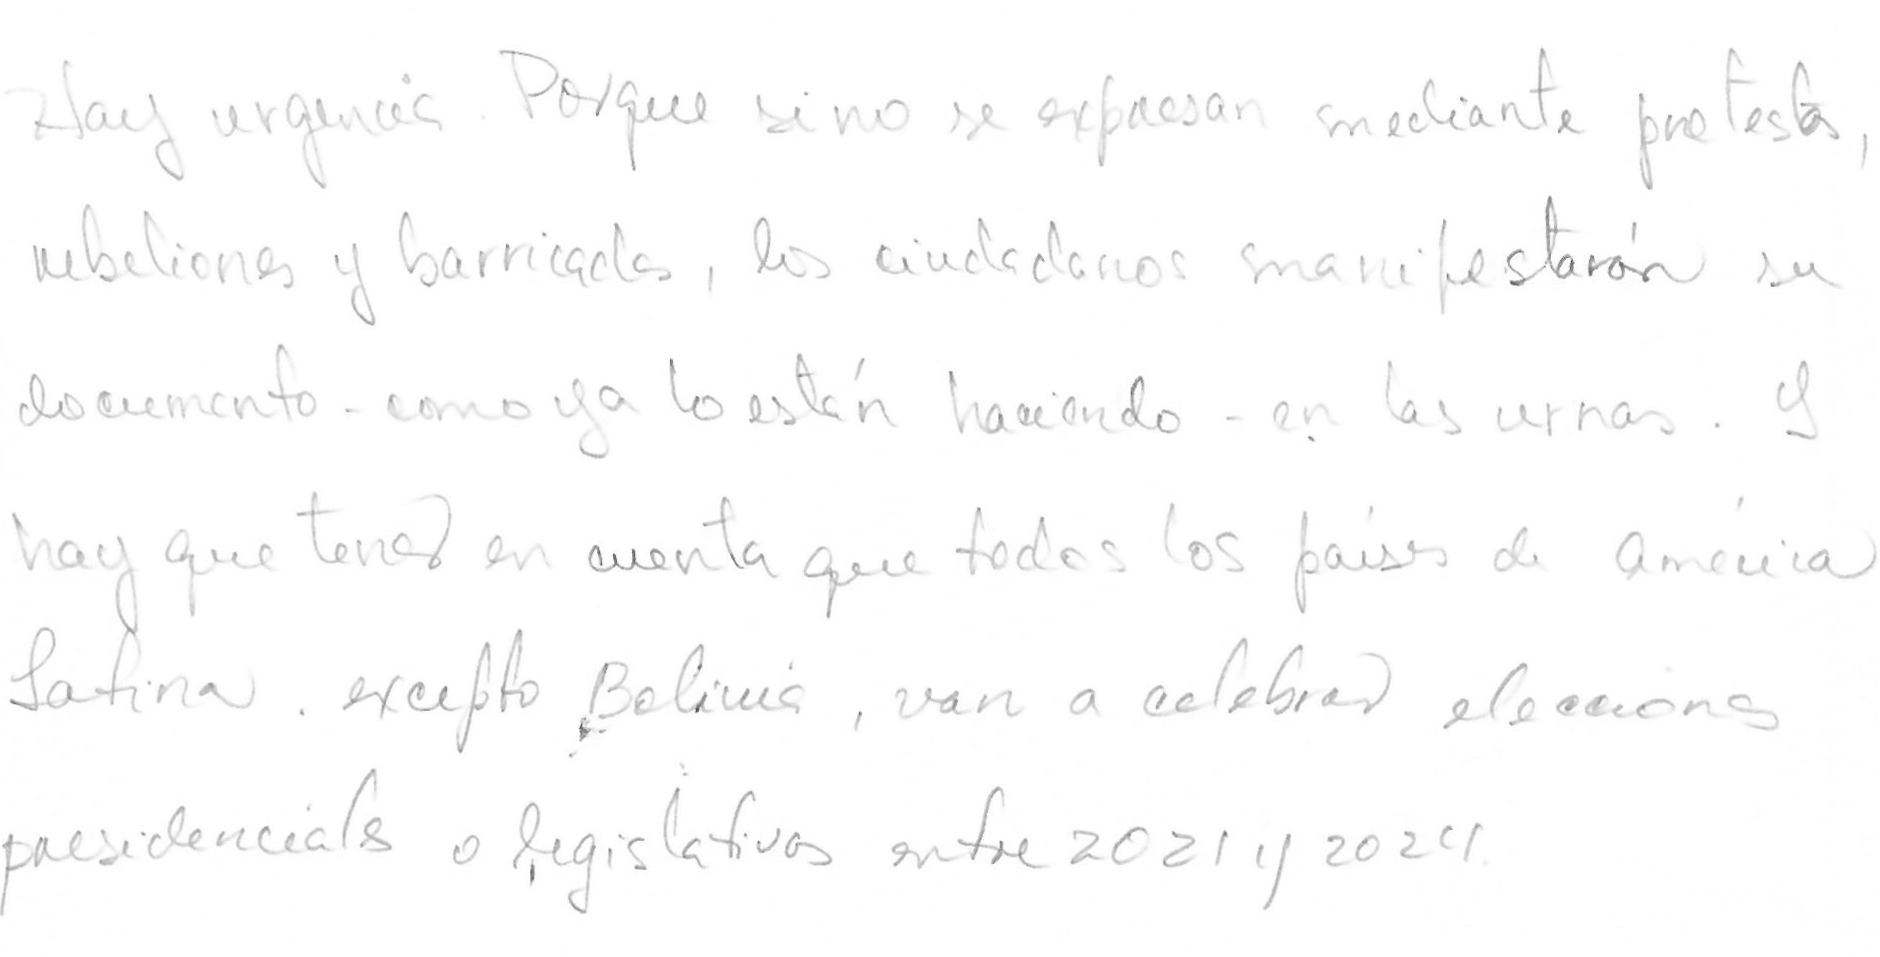 Hay urgencia. Porque si no se expresan mediante protestas,
rebeliones y barricadas, los ciudadanos manifestarán su
documento - como ya lo están haciendo - en las urnas. Y
hay que tener en cuenta que todos los países de América
Latina. excepto Bolivia, van a celebrar elecciones
presidenciales o legislativas entre 2021 y 2024.